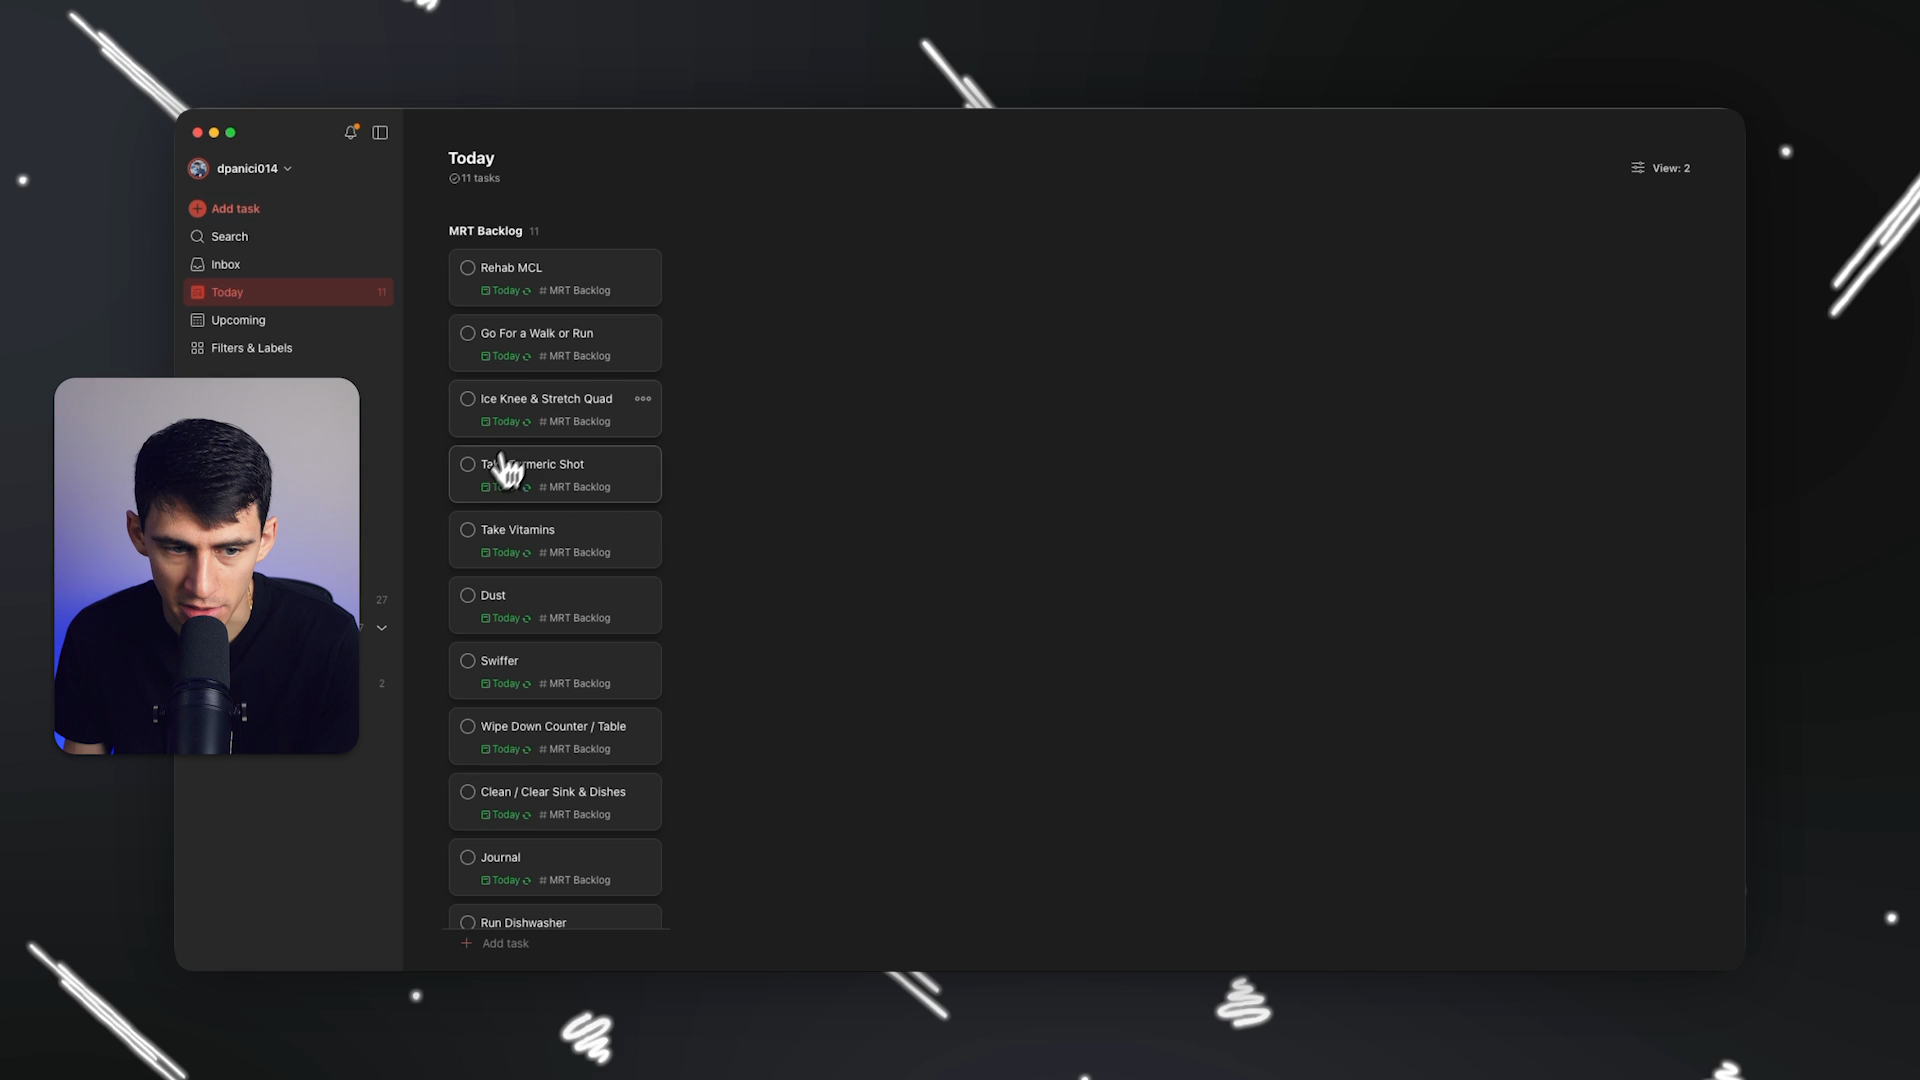 dpanici014
Add task
Search
Inbox
Today 11
Upcoming
Filters & Labels
27
2
Today
11 tasks
View: 2
MRT Backlog 11
Rehab MCL
Today # MRT Backlog
Go For a Walk or Run
Today # MRT Backlog
Ice Knee & Stretch Quad
Today # MRT Backlog
Shot
# MRT Backlog
Take Vitamins
Today # MRT Backlog
Dust
Today # MRT Backlog
Swiffer
Today # MRT Backlog
Wipe Down Counter / Table
Today # MRT Backlog
Clean / Clear Sink & Dishes
Today # MRT Backlog
Journal
Today # MRT Backlog
Run Dishwasher
Add task